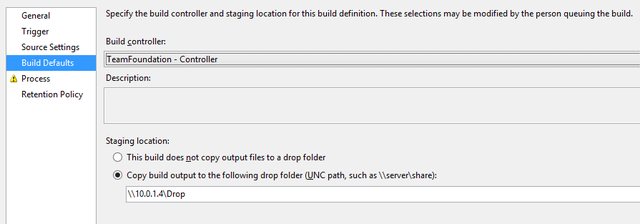 Specify the build controller and staging location for this build definition. These selections may be modified by the person queuing the build.
General
Trigger
Source Settings
Build Defaults
Process
Retention Policy
Build controller:
TeamFoundation - Controller
Description:
Staging location:
This build does not copy output files to a drop folder
Copy build output to the following drop folder (UNC path, such as \\server\share):
\\10.0.1.4\Drop